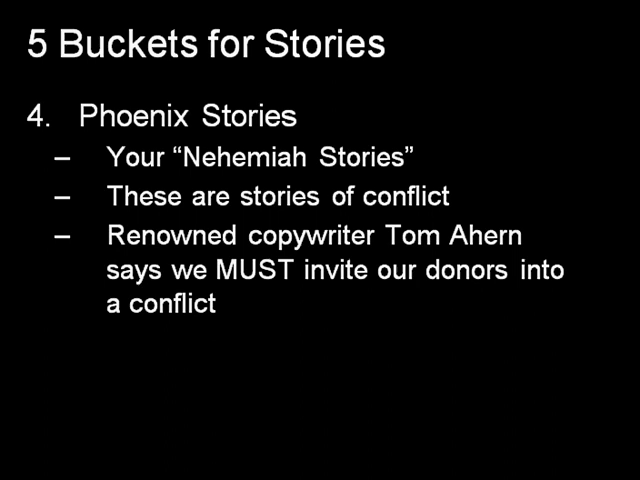 5 Buckets for Stories
4. Phoenix Stories
– Your “Nehemiah Stories”
– These are stories of conflict
– Renowned copywriter Tom Ahern
says we MUST invite our donors into
a conflict